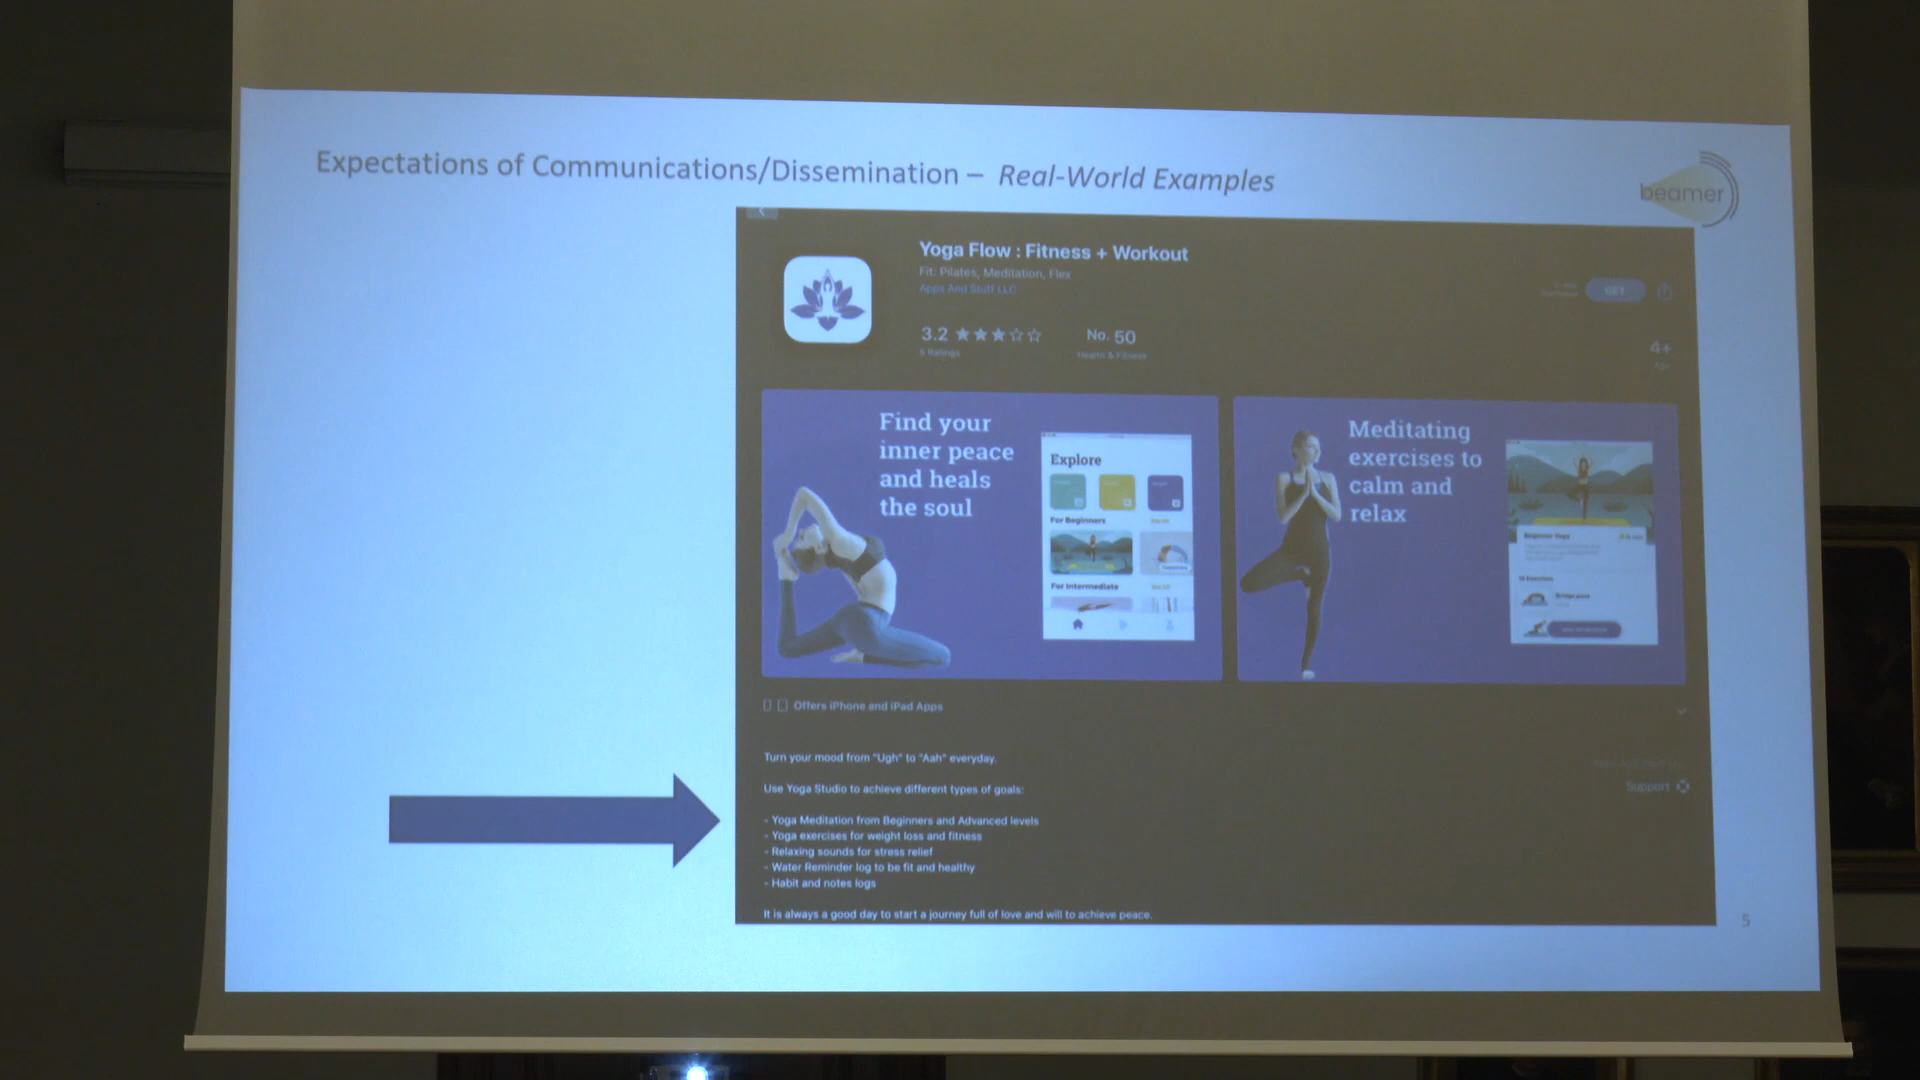 Expectations of Communications/Dissemination – Real-World Examples
beamer
Yoga Flow : Fitness + Workout
Fit: Pilates, Meditation, Flex
Apps And Stuff LLC
GET
3.2 ★★★☆☆
No. 50
5 Ratings
Health & Fitness
4+
Age
Find your
inner peace
and heals
the soul
Explore
For Beginners
For Intermediate
Meditating
exercises to
calm and
relax
Beginner Yoga
Offers iPhone and iPad Apps
Turn your mood from "Ugh" to "Aah" everyday.
Use Yoga Studio to achieve different types of goals:
- Yoga Meditation from Beginners and Advanced levels
- Yoga exercises for weight loss and fitness
- Relaxing sounds for stress relief
- Water Reminder log to be fit and healthy
- Habit and notes logs
It is always a good day to start a journey full of love and will to achieve peace.
Support
5